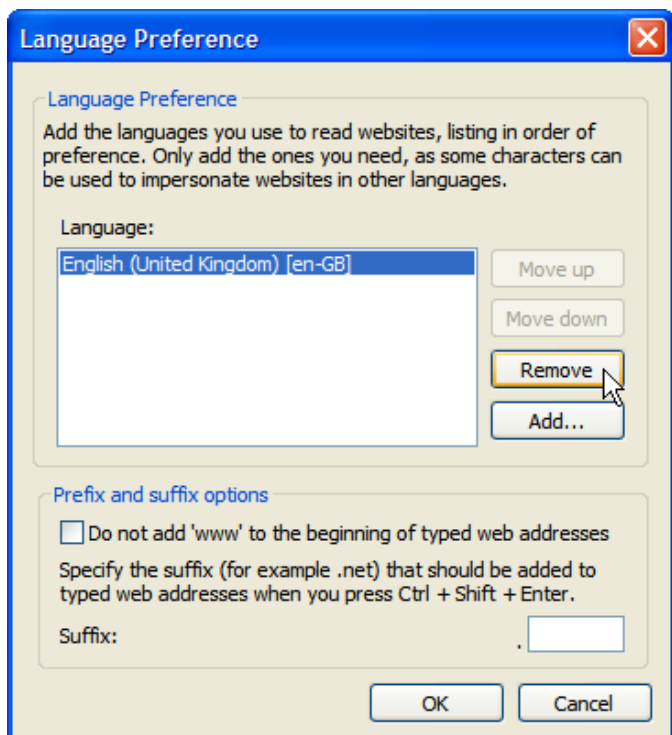 Language Preference
Language Preference
Add the languages you use to read websites, listing in order of
preference. Only add the ones you need, as some characters can
be used to impersonate websites in other languages.
Language:
English (United Kingdom) [en-GB]
Move up
Move down
Remove
Add...
Prefix and suffix options
Do not add 'www' to the beginning of typed web addresses
Specify the suffix (for example .net) that should be added to
typed web addresses when you press Ctrl + Shift + Enter.
Suffix: .
OK Cancel